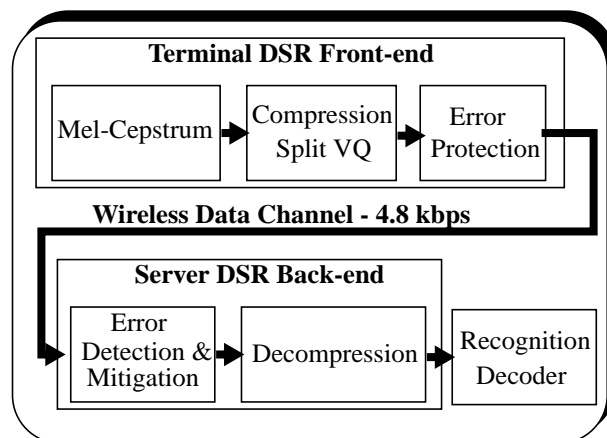 Terminal DSR Front-end
Mel-Cepstrum
Compression
Split VQ
Error
Protection
Wireless Data Channel - 4.8 kbps
Server DSR Back-end
Error
Detection &
Mitigation
Decompression
Recognition
Decoder